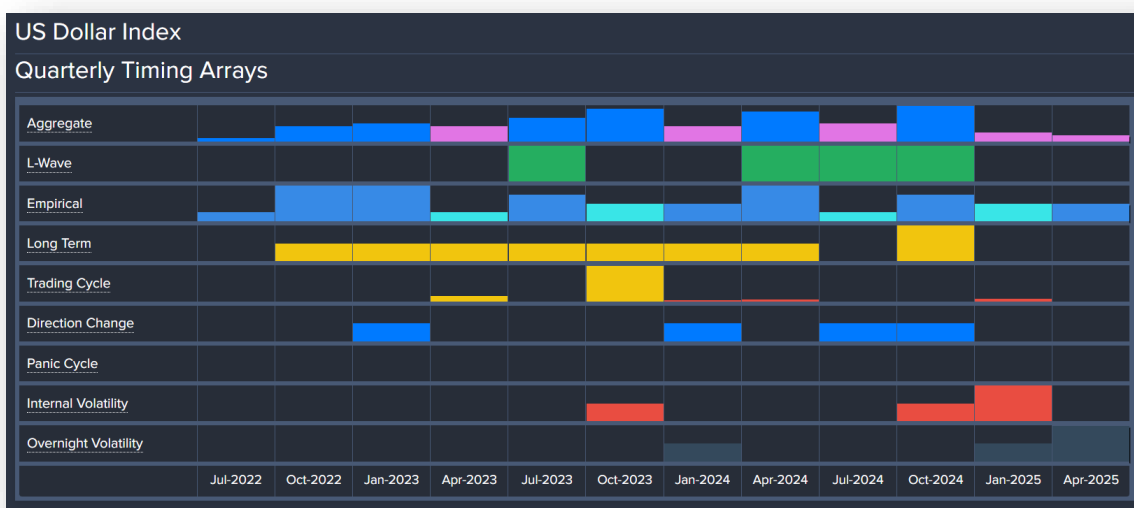 US Dollar Index
Quarterly Timing Arrays
Aggregate
L-Wave
Empirical
Long Term
Trading Cycle
Direction Change
Panic Cycle
Internal Volatility
Overnight Volatility
Jul-2022 Oct-2022 Jan-2023 Apr-2023 Jul-2023 Oct-2023 Jan-2024 Apr-2024 Jul-2024 Oct-2024 Jan-2025 Apr-2025